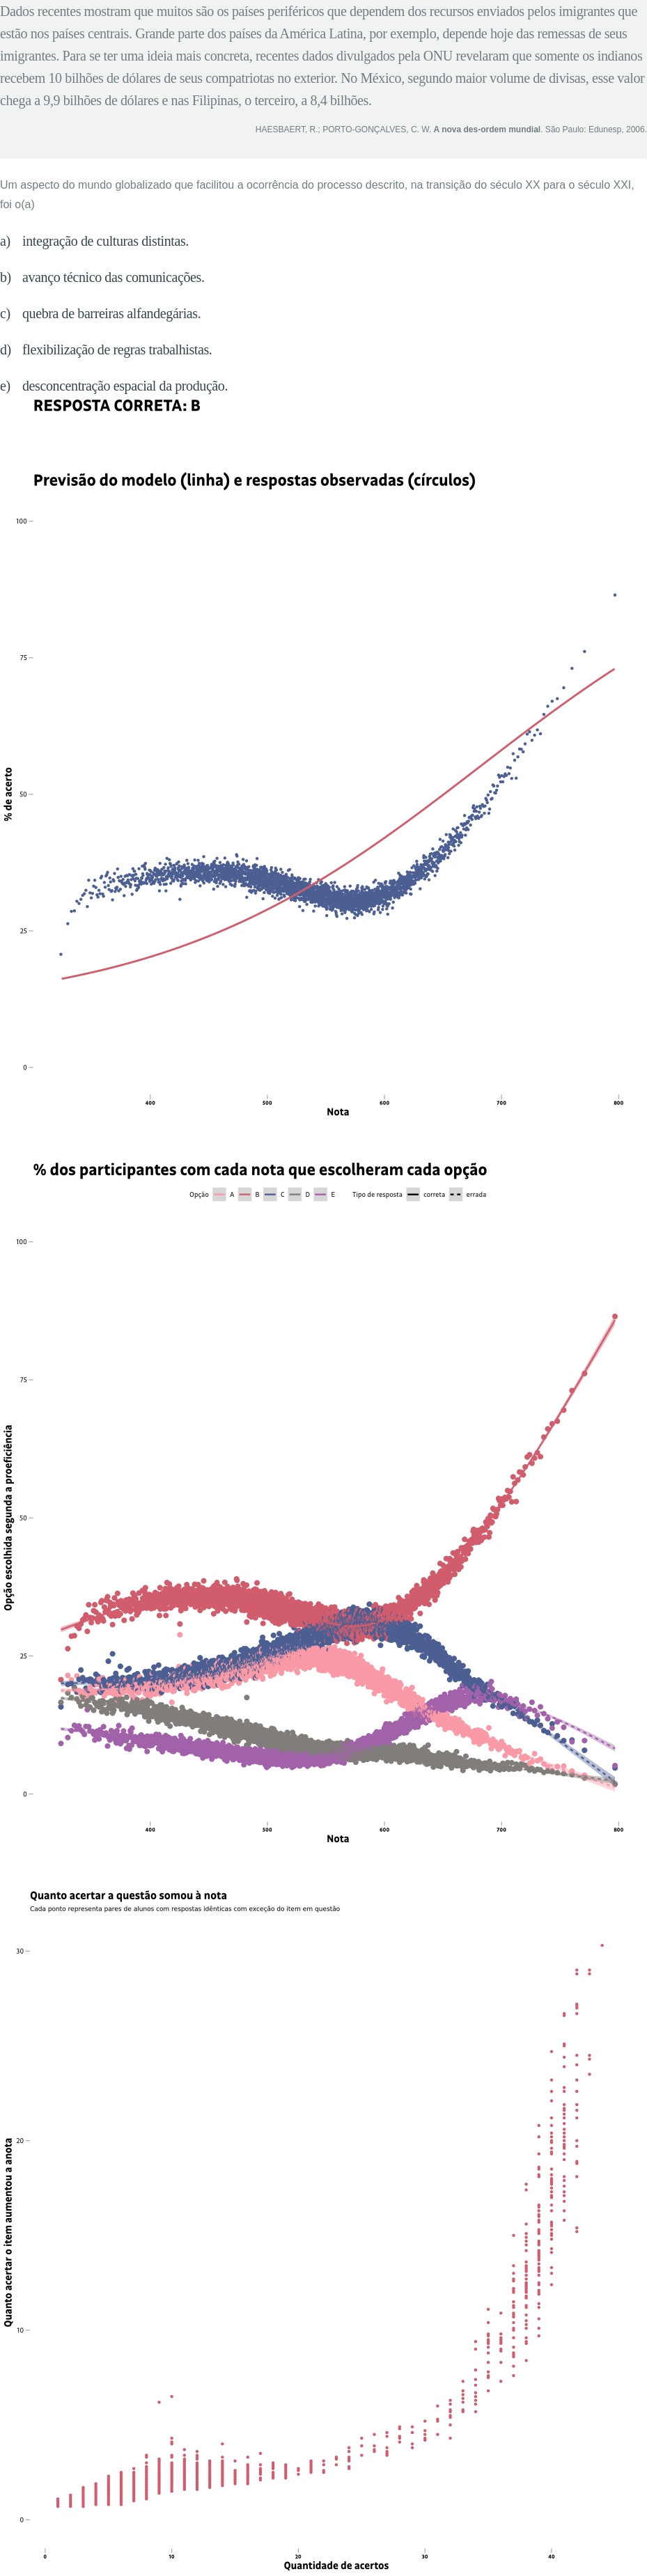 Dados recentes mostram que muitos são os países periféricos que dependem dos recursos enviados pelos imigrantes que
estão nos países centrais. Grande parte dos países da América Latina, por exemplo, depende hoje das remessas de seus
imigrantes. Para se ter uma ideia mais concreta, recentes dados divulgados pela ONU revelaram que somente os indianos
recebem 10 bilhões de dólares de seus compatriotas no exterior. No México, segundo maior volume de divisas, esse valor
chega a 9,9 bilhões de dólares e nas Filipinas, o terceiro, a 8,4 bilhões.
HAESBAERT, R.; PORTO-GONÇALVES, C. W. A nova des-ordem mundial. São Paulo: Edunesp, 2006.
Um aspecto do mundo globalizado que facilitou a ocorrência do processo descrito, na transição do século XX para o século XXI,
foi o(a)
a) integração de culturas distintas.
b) avanço técnico das comunicações.
c) quebra de barreiras alfandegárias.
d) flexibilização de regras trabalhistas.
e) desconcentração espacial da produção.
RESPOSTA CORRETA: B
Previsão do modelo (linha) e respostas observadas (círculos)
% de acerto
100
75
50
25
0
400 500 600 700 800
Nota
% dos participantes com cada nota que escolheram cada opção
Opção A B C D E Tipo de resposta correta errada
Opção escolhida segunda a proeficiência
100
75
50
25
0
400 500 600 700 800
Nota
Quanto acertar a questão somou à nota
Cada ponto representa pares de alunos com respostas idênticas com exceção do item em questão
Quanto acertar o item aumentou a anota
30
20
10
0
0 10 20 30 40
Quantidade de acertos